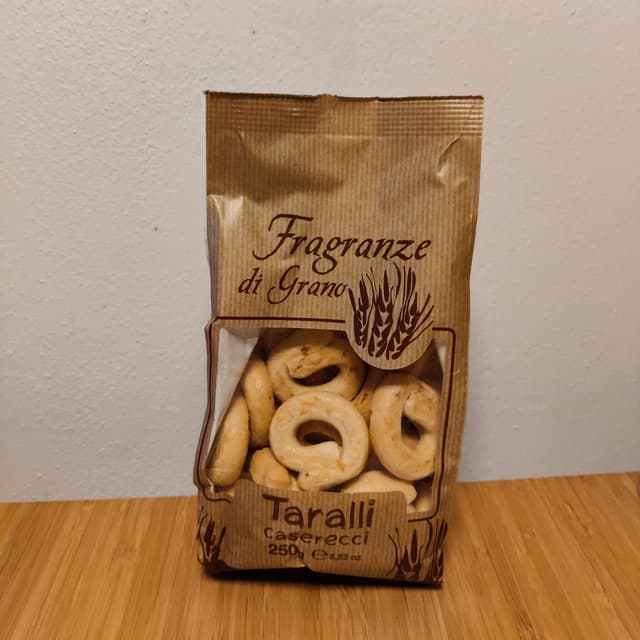 Fragranze
di Grano
Taralli
caserecci
250g ℮ 8,82 oz